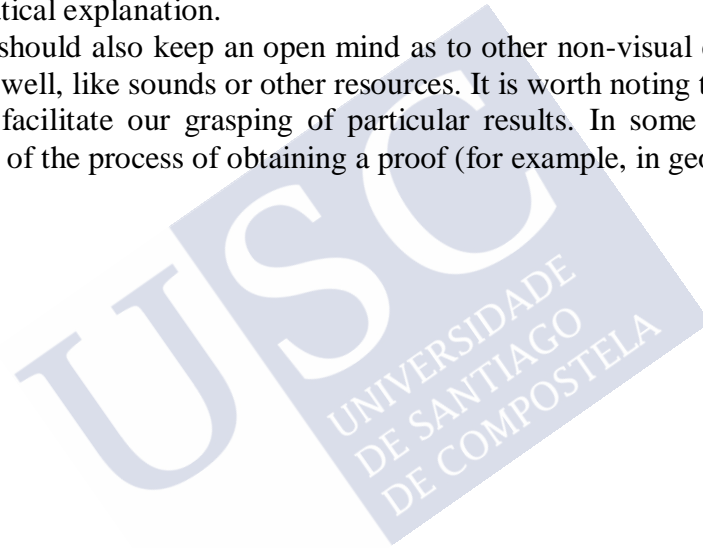 tical explanation.
should also keep an open mind as to other non-visual
well, like sounds or other resources. It is worth noting
facilitate our grasping of particular results. In some
of the process of obtaining a proof (for example, in geo
USC
UNIVERSIDADE
DE SANTIAGO
DE COMPOSTELA